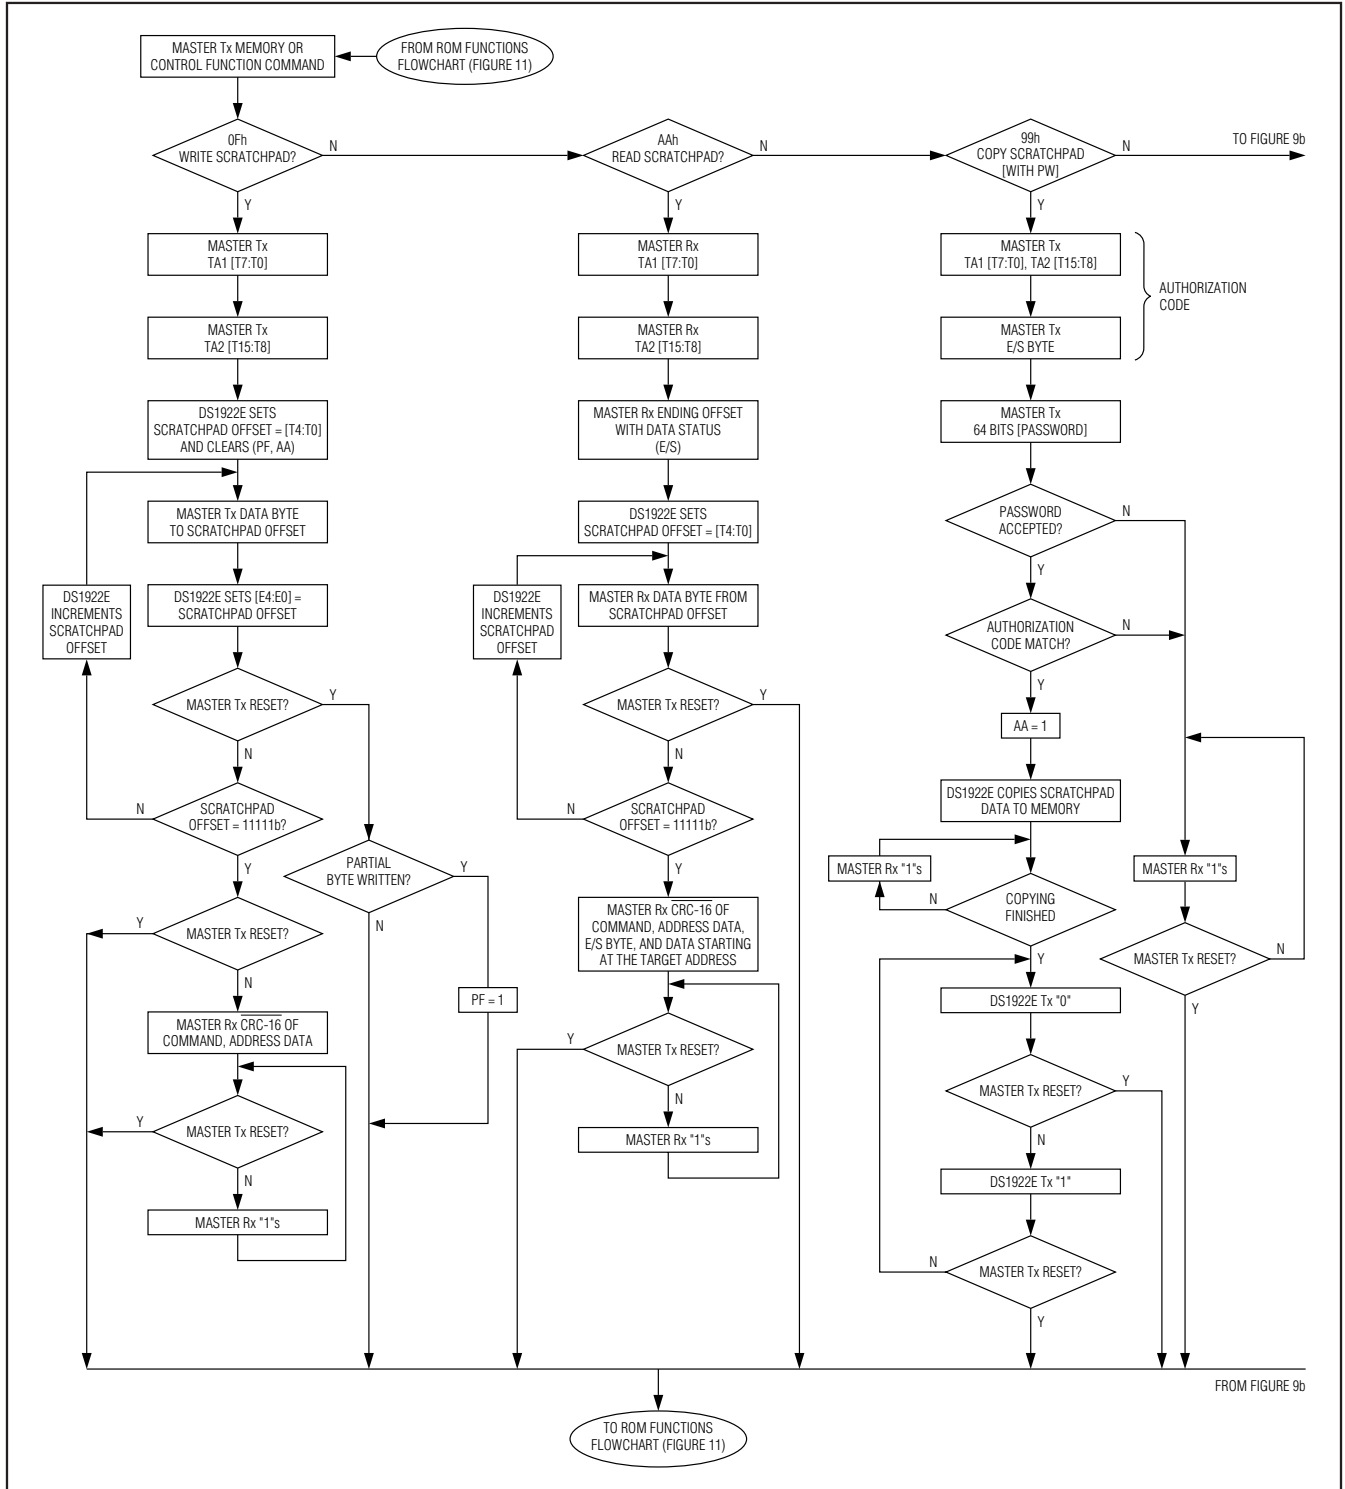 MASTER Tx MEMORY OR
CONTROL FUNCTION COMMAND
FROM ROM FUNCTIONS
FLOWCHART (FIGURE 11)
0Fh
WRITE SCRATCHPAD?
N
Y
AAh
READ SCRATCHPAD?
N
Y
99h
COPY SCRATCHPAD
[WITH PW]
N
Y
TO FIGURE 9b
MASTER Tx
TA1 [T7:T0]
MASTER Tx
TA2 [T15:T8]
DS1922E SETS
SCRATCHPAD OFFSET = [T4:T0]
AND CLEARS (PF, AA)
MASTER Tx DATA BYTE
TO SCRATCHPAD OFFSET
DS1922E SETS [E4:E0] =
SCRATCHPAD OFFSET
DS1922E
INCREMENTS
SCRATCHPAD
OFFSET
MASTER Tx RESET?
Y
N
SCRATCHPAD
OFFSET = 11111b?
N
Y
PARTIAL
BYTE WRITTEN?
Y
N
PF = 1
MASTER Tx RESET?
Y
N
MASTER Rx CRC-16 OF
COMMAND, ADDRESS DATA
MASTER Tx RESET?
Y
N
MASTER Rx "1"s
MASTER Rx
TA1 [T7:T0]
MASTER Rx
TA2 [T15:T8]
MASTER Rx ENDING OFFSET
WITH DATA STATUS
(E/S)
DS1922E SETS
SCRATCHPAD OFFSET = [T4:T0]
MASTER Rx DATA BYTE FROM
SCRATCHPAD OFFSET
DS1922E
INCREMENTS
SCRATCHPAD
OFFSET
MASTER Tx RESET?
Y
N
SCRATCHPAD
OFFSET = 11111b?
N
Y
MASTER Rx CRC-16 OF
COMMAND, ADDRESS DATA,
E/S BYTE, AND DATA STARTING
AT THE TARGET ADDRESS
MASTER Tx RESET?
Y
N
MASTER Rx "1"s
MASTER Tx
TA1 [T7:T0], TA2 [T15:T8]
MASTER Tx
E/S BYTE
AUTHORIZATION
CODE
MASTER Tx
64 BITS [PASSWORD]
PASSWORD
ACCEPTED?
N
Y
AUTHORIZATION
CODE MATCH?
N
Y
AA = 1
DS1922E COPIES SCRATCHPAD
DATA TO MEMORY
MASTER Rx "1"s
COPYING
FINISHED
N
Y
MASTER Rx "1"s
MASTER Tx RESET?
N
Y
DS1922E Tx "0"
MASTER Tx RESET?
Y
N
DS1922E Tx "1"
MASTER Tx RESET?
N
Y
FROM FIGURE 9b
TO ROM FUNCTIONS
FLOWCHART (FIGURE 11)